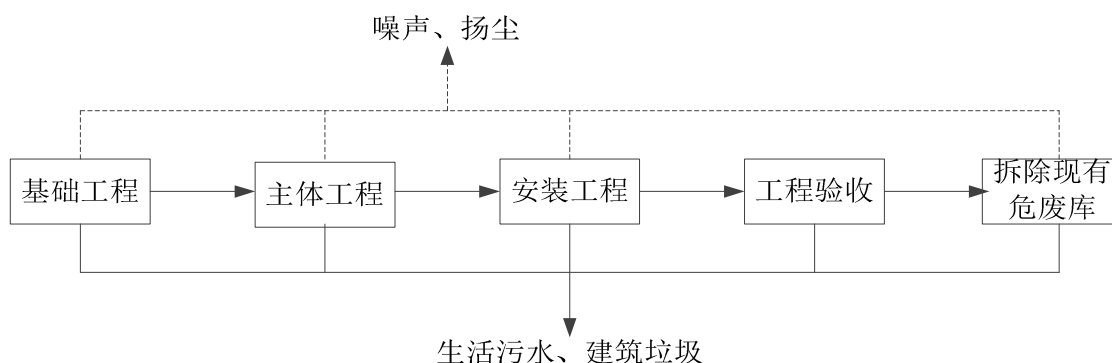 噪声、扬尘
基础工程
主体工程
安装工程
工程验收
拆除现有
危废库
生活污水、建筑垃圾